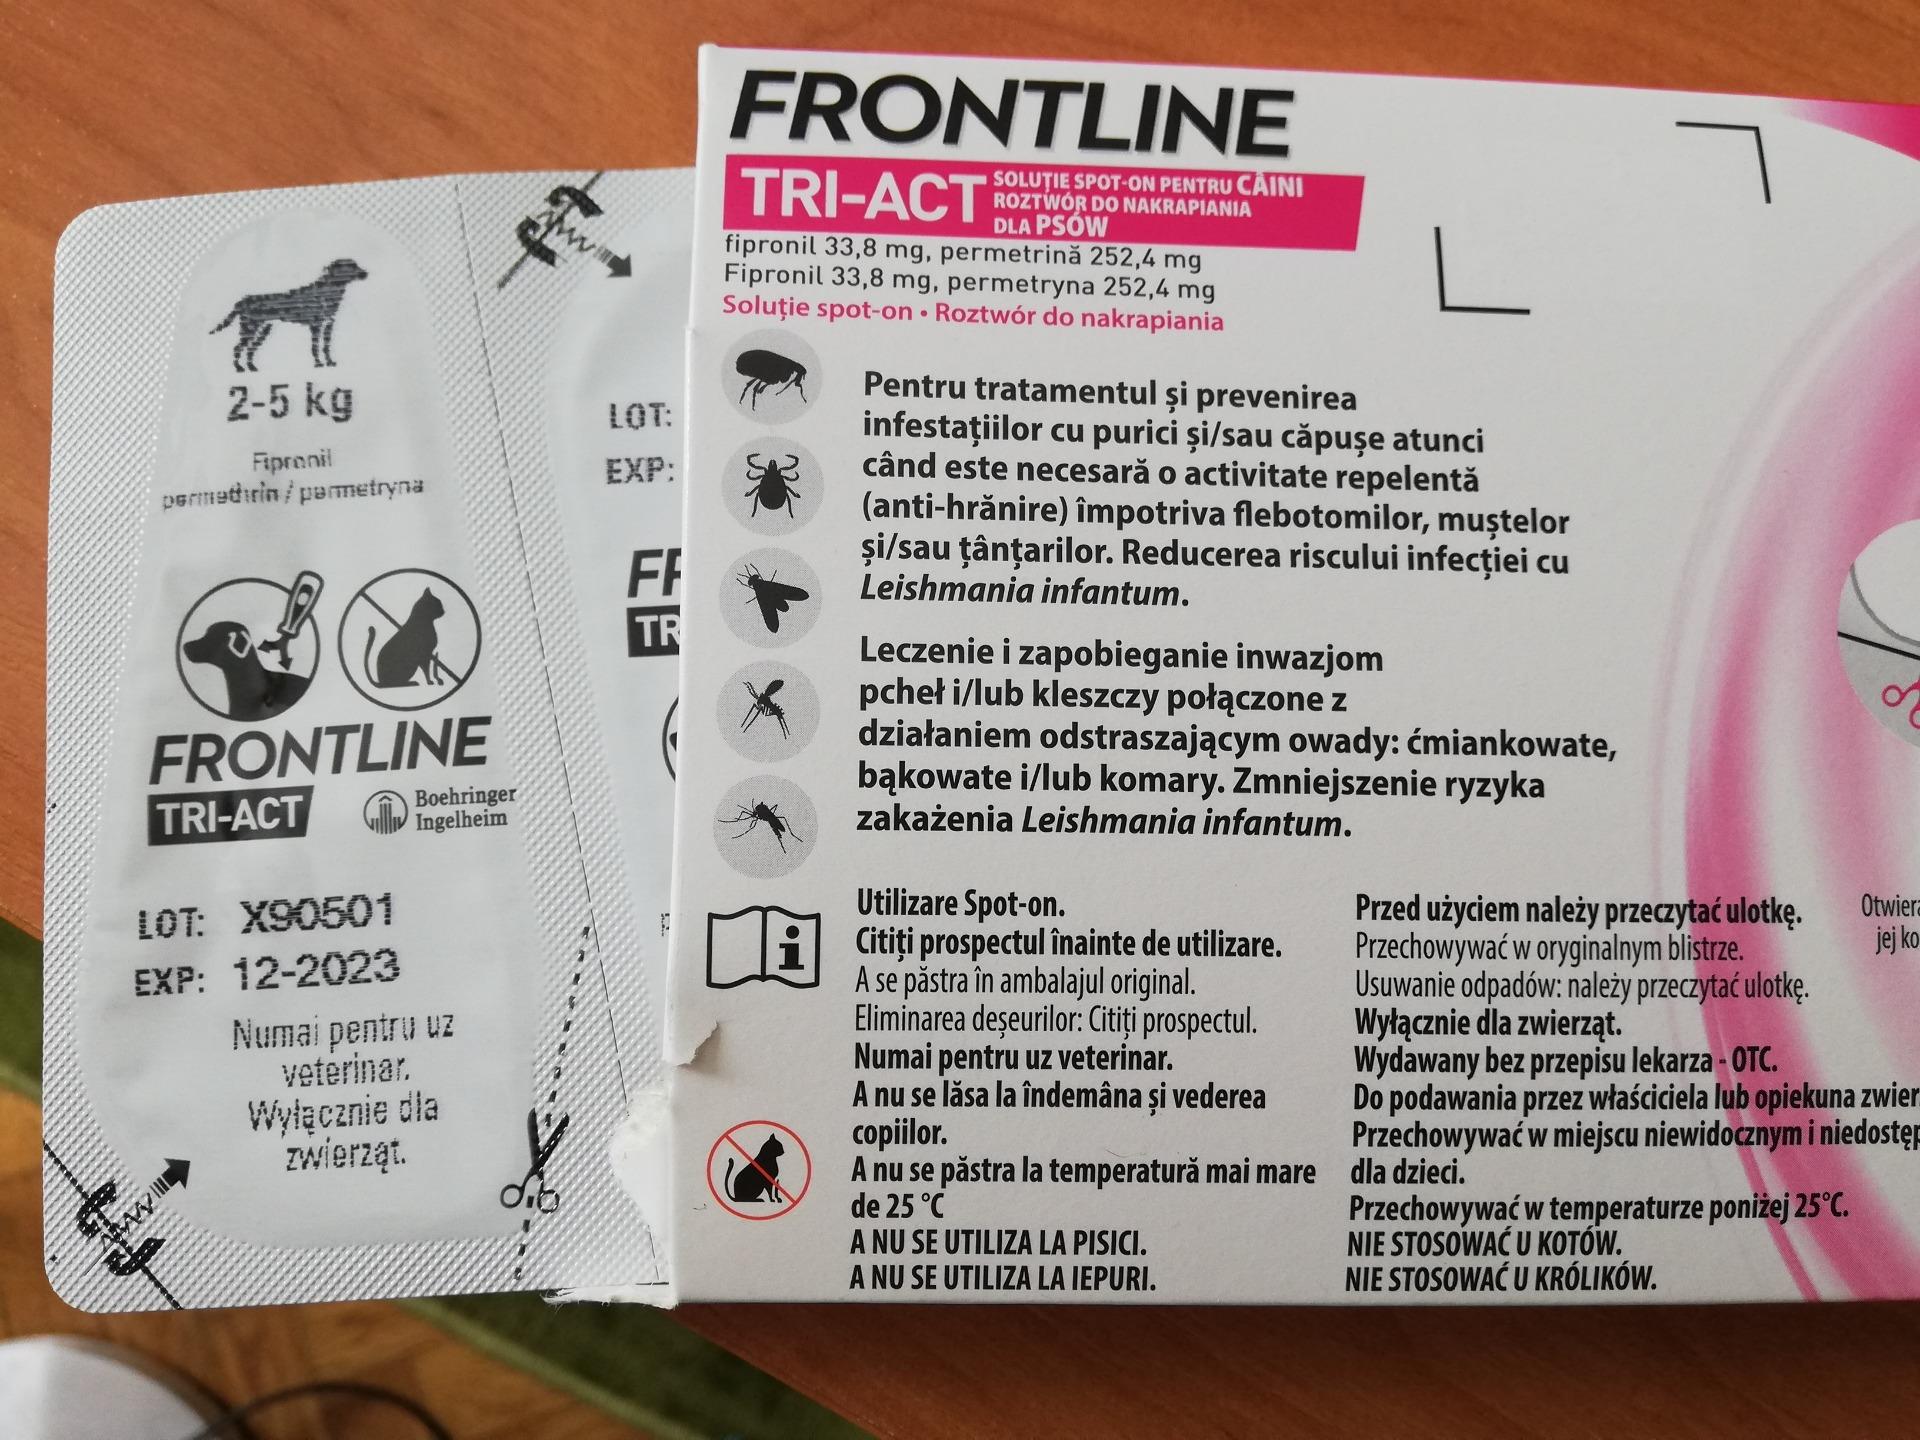 2-5 kg
Fipronil
permethrin / permetryna
FRONTLINE
TRI-ACT
Boehringer
Ingelheim
LOT: X90501
EXP: 12-2023
Numai pentru uz
veterinar.
Wyłącznie dla
zwierząt.
LOT:
EXP:
FRONTLINE
TRI-ACT
SOLUȚIE SPOT-ON PENTRU CÂINI
ROZTWÓR DO NAKRAPIANIA
DLA PSÓW
fipronil 33,8 mg, permetrină 252,4 mg
Fipronil 33,8 mg, permetryna 252,4 mg
Soluție spot-on • Roztwór do nakrapiania
Pentru tratamentul și prevenirea
infestațiilor cu purici și/sau căpușe atunci
când este necesară o activitate repelentă
(anti-hrănire) împotriva flebotomilor, muștelor
și/sau țânțarilor. Reducerea riscului infecției cu
Leishmania infantum.
Leczenie i zapobieganie inwazjom
pcheł i/lub kleszczy połączone z
działaniem odstraszającym owady: ćmiankowate,
bąkowate i/lub komary. Zmniejszenie ryzyka
zakażenia Leishmania infantum.
Utilizare Spot-on.
Citiți prospectul înainte de utilizare.
A se păstra în ambalajul original.
Eliminarea deșeurilor: Citiți prospectul.
Numai pentru uz veterinar.
A nu se lăsa la îndemâna și vederea
copiilor.
A nu se păstra la temperatură mai mare
de 25 °C
A NU SE UTILIZA LA PISICI.
A NU SE UTILIZA LA IEPURI.
Przed użyciem należy przeczytać ulotkę.
Przechowywać w oryginalnym blistrze.
Usuwanie odpadów: należy przeczytać ulotkę.
Wyłącznie dla zwierząt.
Wydawany bez przepisu lekarza - OTC.
Do podawania przez właściciela lub opiekuna zwier
Przechowywać w miejscu niewidocznym i niedostęp
dla dzieci.
Przechowywać w temperaturze poniżej 25°C.
NIE STOSOWAĆ U KOTÓW.
NIE STOSOWAĆ U KRÓLIKÓW.
Otwiera
jej ko